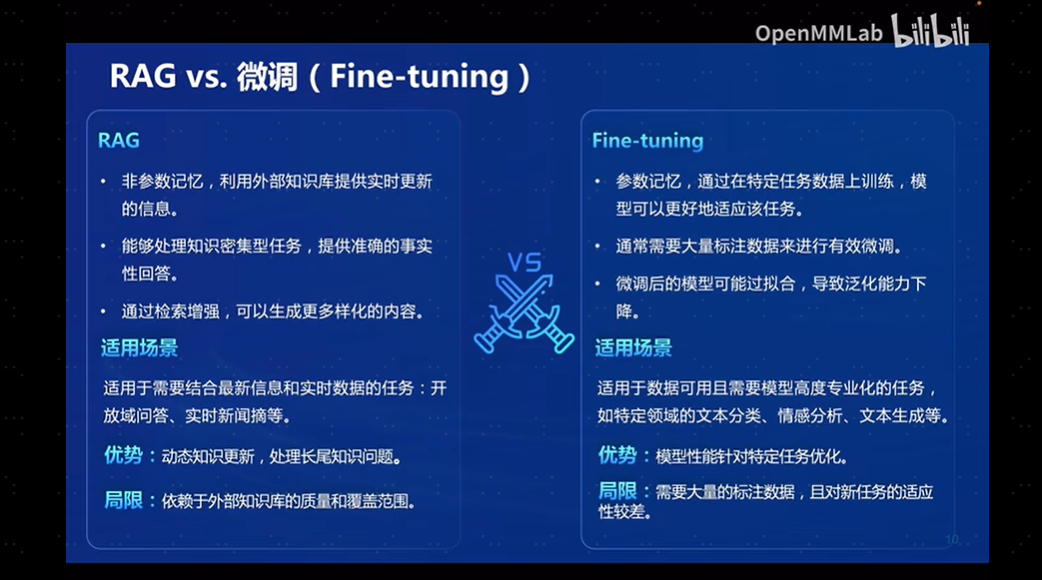 OpenMMLab bilibili
RAG vs. 微调（Fine-tuning）
RAG
• 非参数记忆，利用外部知识库提供实时更新
的信息。
• 能够处理知识密集型任务，提供准确的事实
性回答。
• 通过检索增强，可以生成更多样化的内容。
适用场景
适用于需要结合最新信息和实时数据的任务：开
放域问答、实时新闻摘等。
优势：动态知识更新，处理长尾知识问题。
局限：依赖于外部知识库的质量和覆盖范围。
VS
Fine-tuning
• 参数记忆，通过在特定任务数据上训练，模
型可以更好地适应该任务。
• 通常需要大量标注数据来进行有效微调。
• 微调后的模型可能过拟合，导致泛化能力下
降。
适用场景
适用于数据可用且需要模型高度专业化的任务，
如特定领域的文本分类、情感分析、文本生成等。
优势：模型性能针对特定任务优化。
局限：需要大量的标注数据，且对新任务的适应
性较差。
10